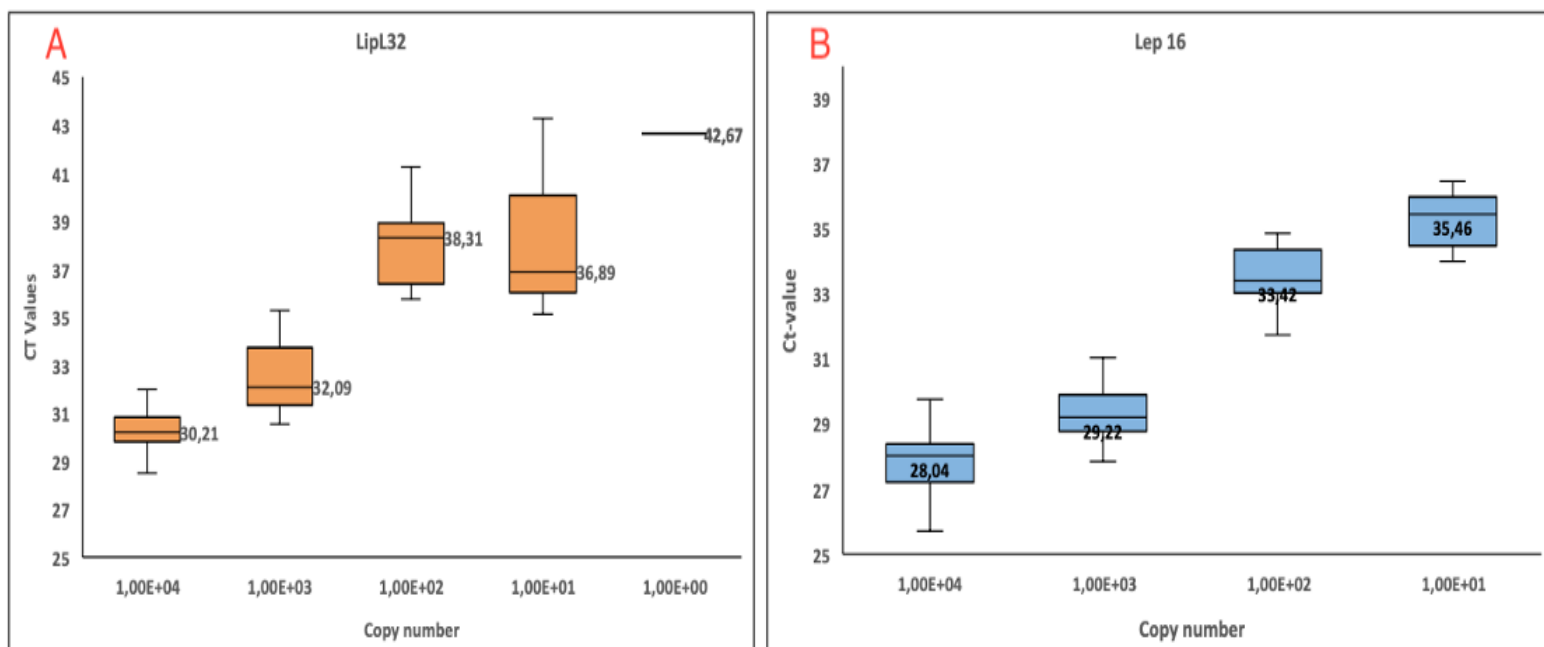 A
LipL32
CT Values
45
43
41
39
37
35
33
31
29
27
25
30,21
32,09
38,31
36,89
42,67
1,00E+04 1,00E+03 1,00E+02 1,00E+01 1,00E+00
Copy number
B
Lep 16
Ct-value
39
37
35
33
31
29
27
25
28,04
29,22
33,42
35,46
1,00E+04 1,00E+03 1,00E+02 1,00E+01
Copy number